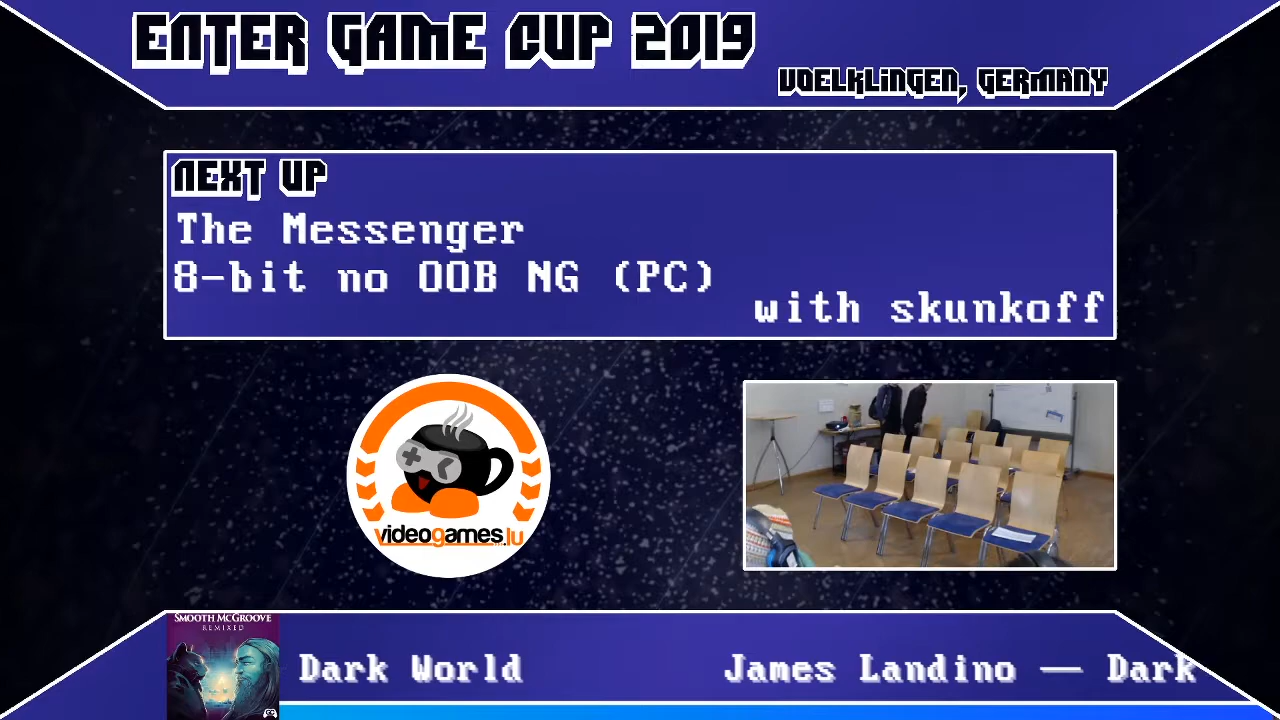 ENTER GAME CUP 2019
VOELKLINGEN, GERMANY
NEXT UP
The Messenger
8-bit no OOB NG (PC)
with skunkoff
videogames.lu
SMOOTH MCGROOVE
REMIXED
Dark World
James Landino — Dark